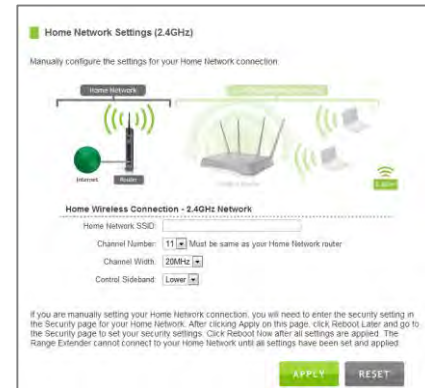 Home Network Settings (2.4GHz)
Manually configure the settings for your Home Network connection.
Home Network
Internet
Router
Home Wireless Connection - 2.4GHz Network
Home Network SSID:
Channel Number: 11 Must be same as your Home Network router
Channel Width: 20MHz
Control Sideband: Lower
If you are manually setting your Home Network connection, you will need to enter the security setting in
the Security page for your Home Network. After clicking Apply on this page, click Reboot Later and go to
the Security page to set your security settings. Click Reboot Now after all settings are applied. The
Range Extender cannot connect to your Home Network until all settings have been set and applied.
APPLY RESET